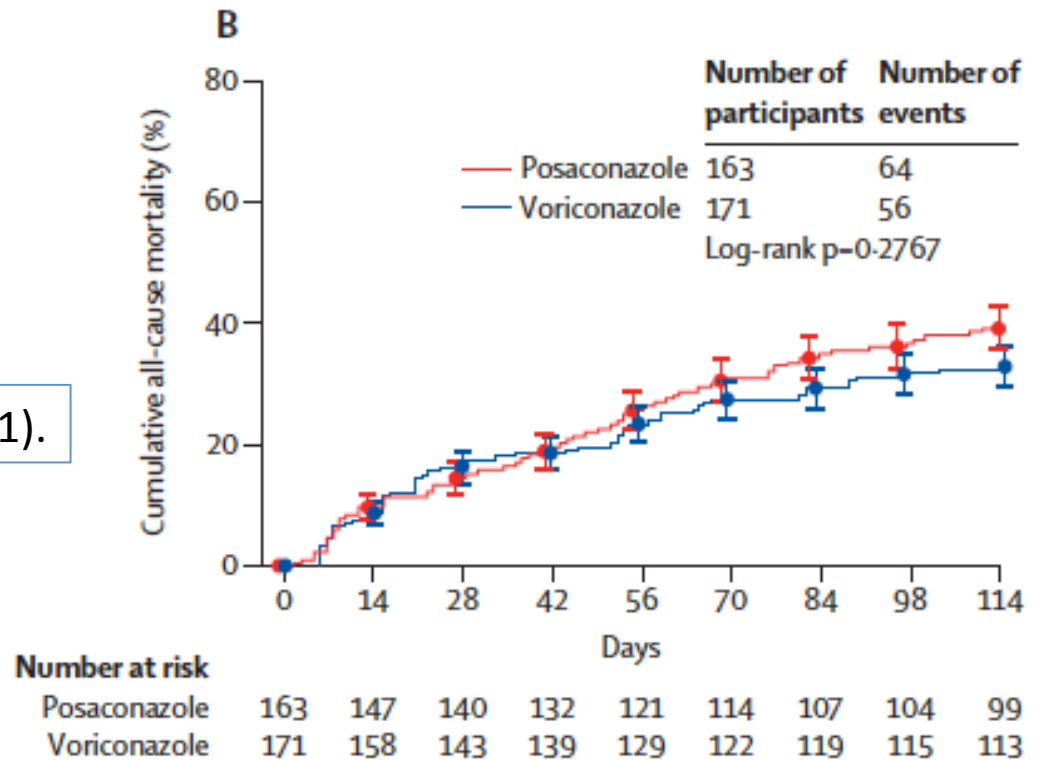 B
Number of Number of
participants events
Posaconazole 163 64
Voriconazole 171 56
Log-rank p=0·2767
Cumulative all-cause mortality (%)
80
60
40
20
0
1).
0 14 28 42 56 70 84 98 114
Days
Number at risk
Posaconazole 163 147 140 132 121 114 107 104 99
Voriconazole 171 158 143 139 129 122 119 115 113